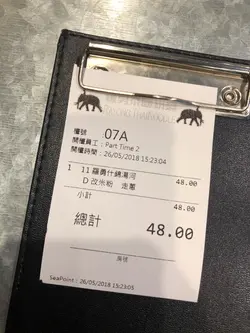 檯號 07A
開檯員工：Part Time 2
開檯時間：26/05/2018 15:23:04
1 11.羅勇什錦湯河 48.00
D 改米粉 走蔥
小計 48.00
總計 48.00
SeaPoint : 26/05/2018 15:23:05